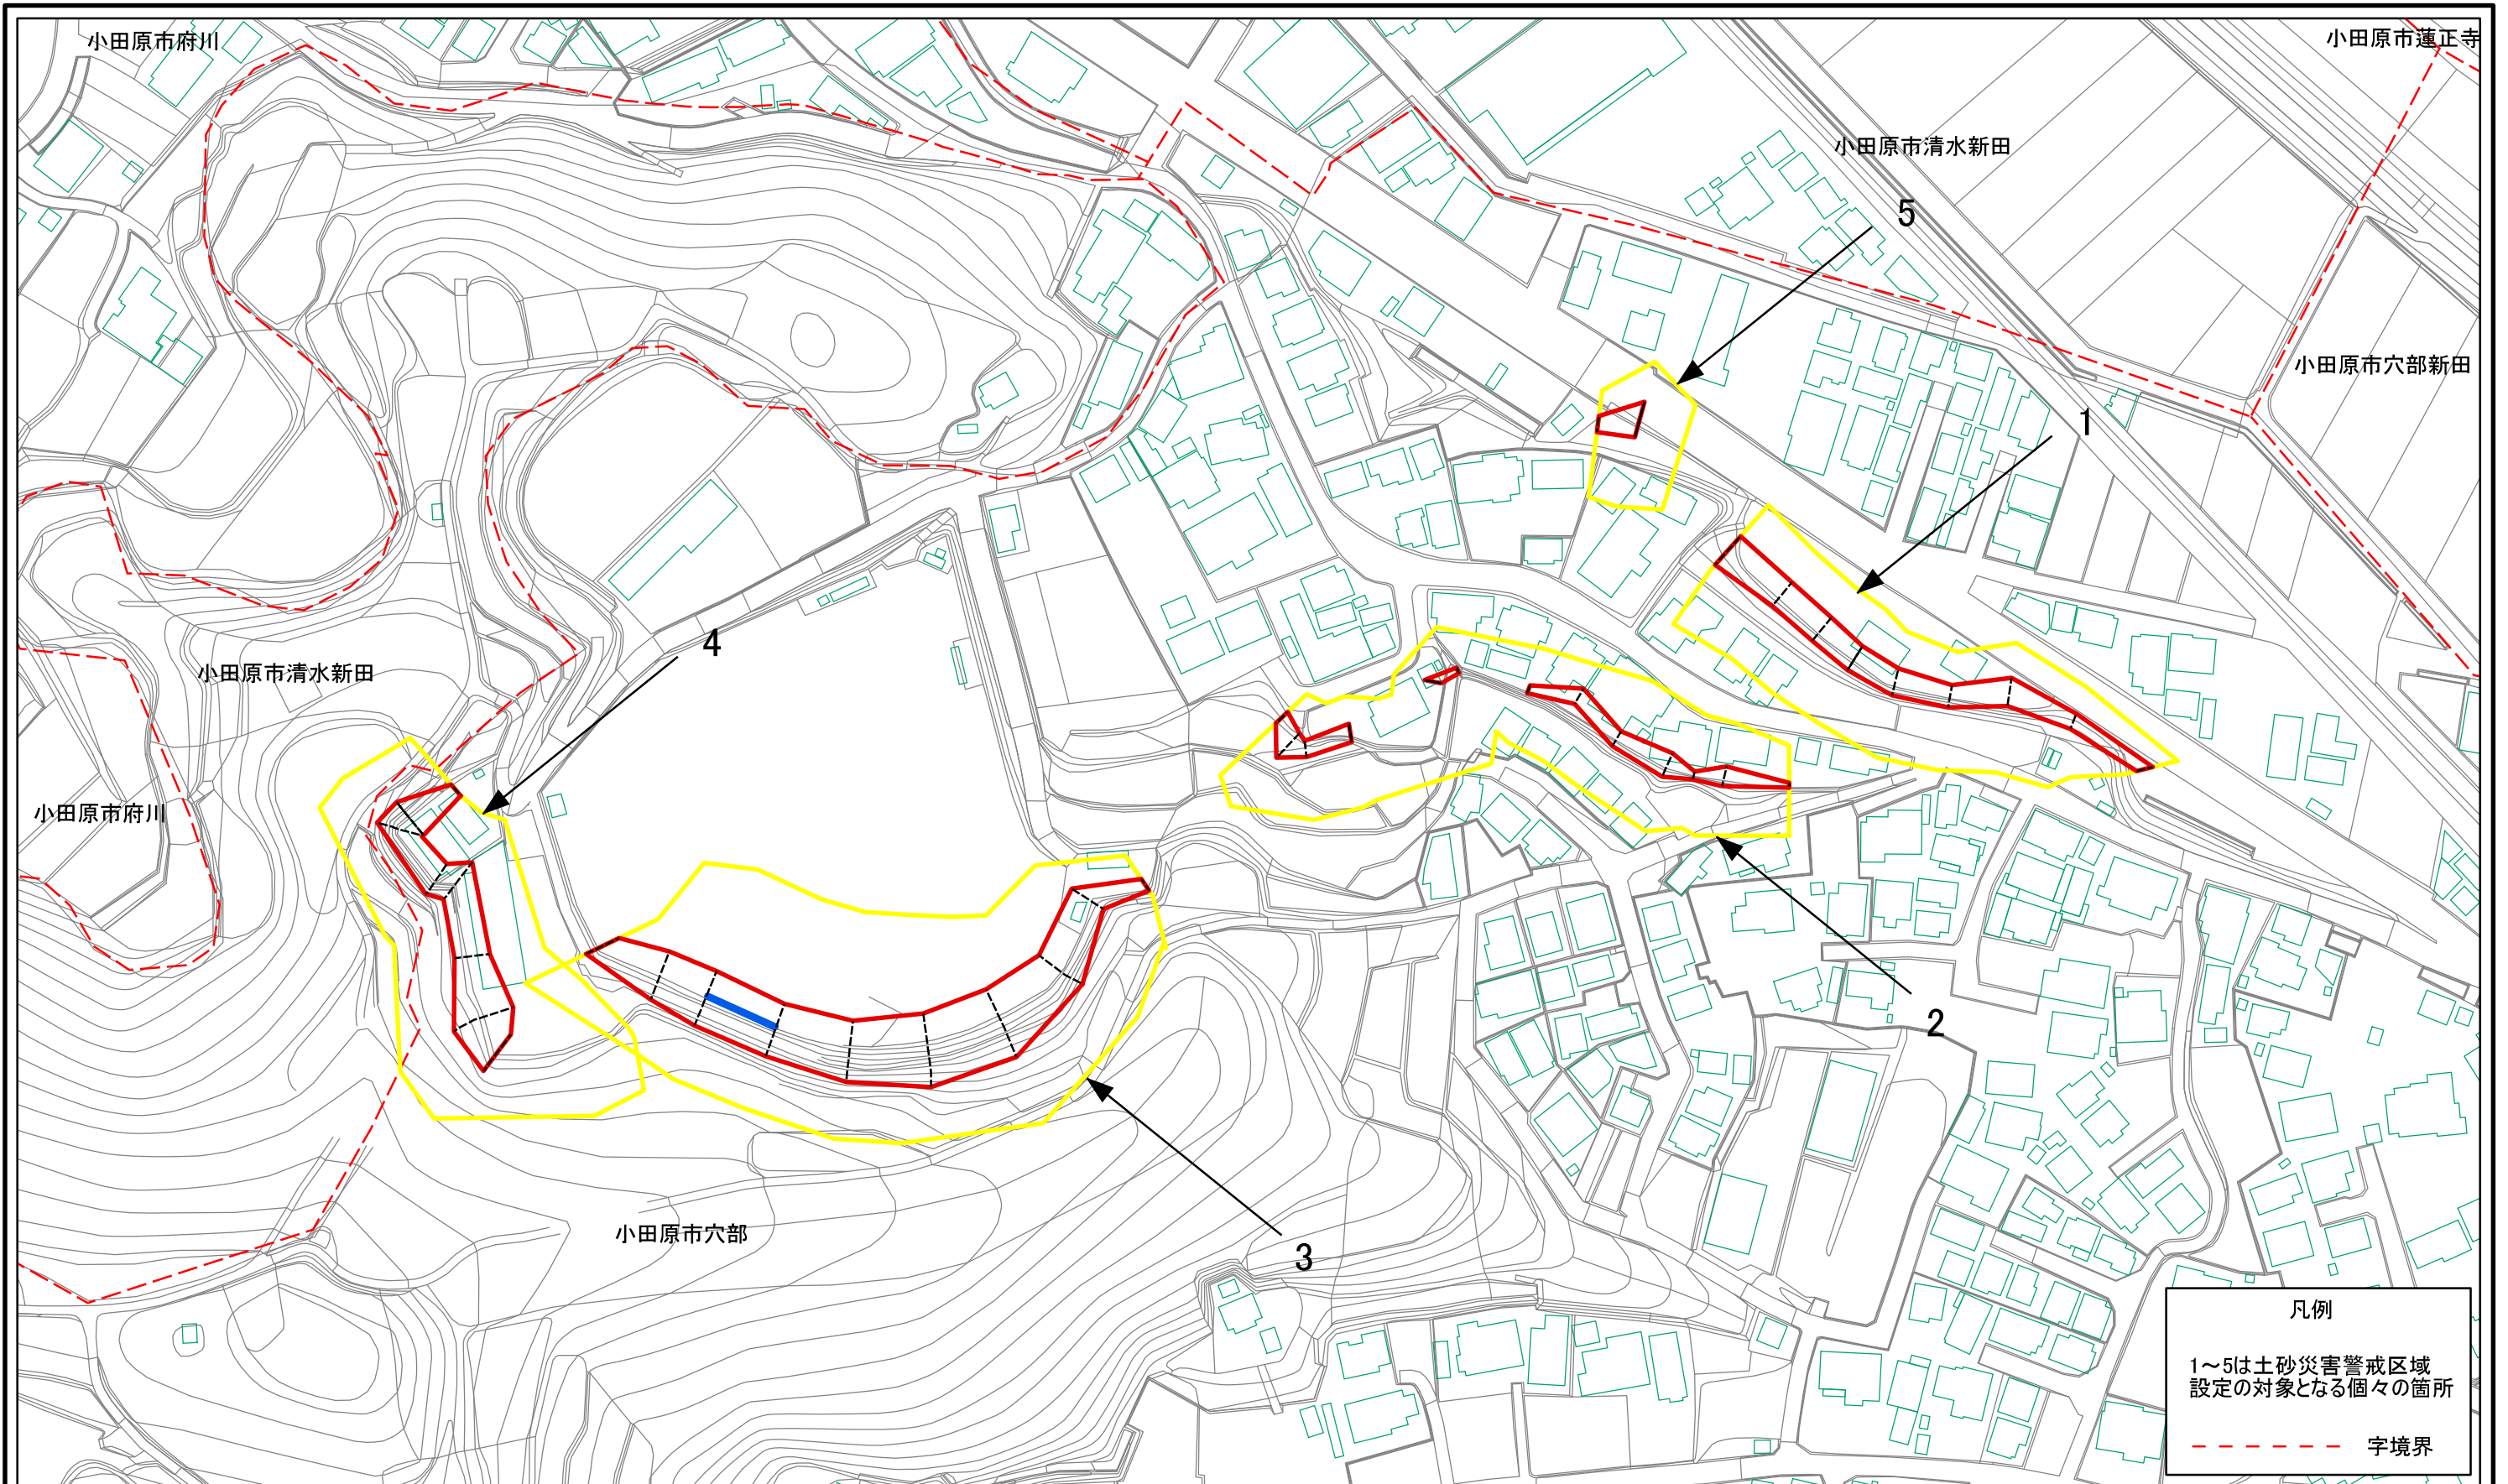 小田原市府川
小田原市蓮正寺
小田原市清水新田
5
小田原市穴部新田
1
4
小田原市清水新田
小田原市府川
2
小田原市穴部
3
凡例
1～5は土砂災害警戒区域
設定の対象となる個々の箇所
字境界